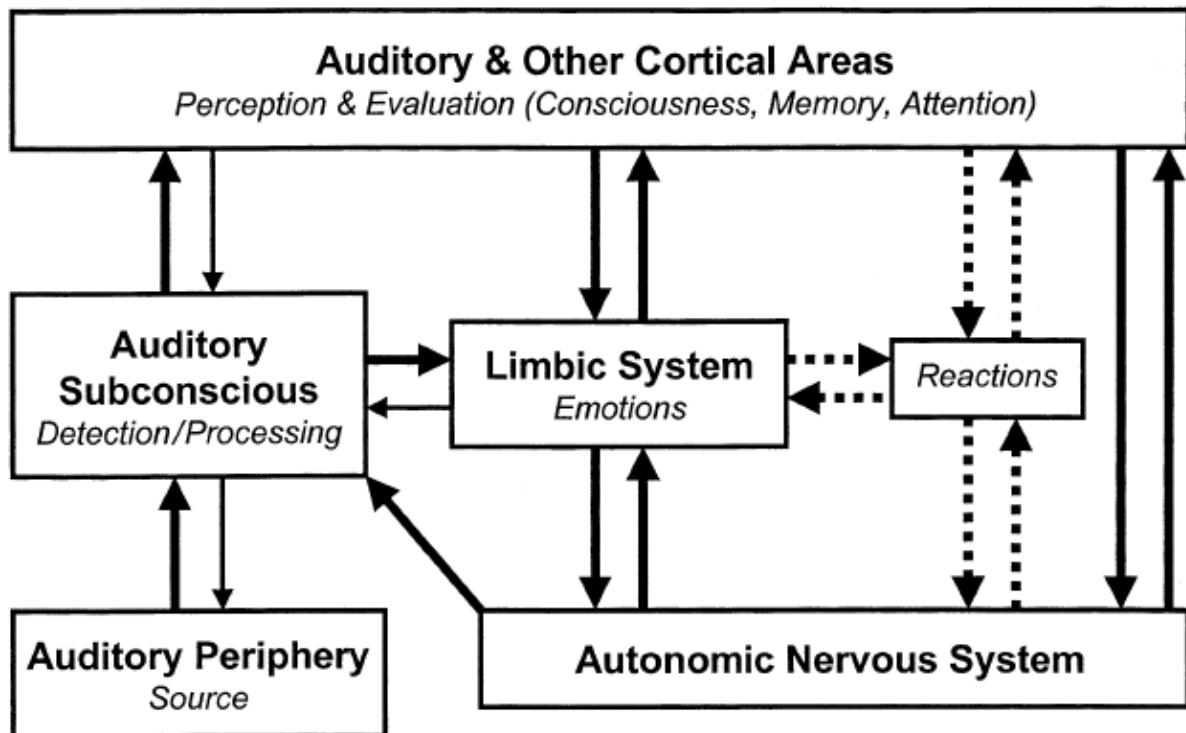 Auditory & Other Cortical Areas
Perception & Evaluation (Consciousness, Memory, Attention)
Auditory
Subconscious
Detection/Processing
Limbic System
Emotions
Reactions
Auditory Periphery
Source
Autonomic Nervous System